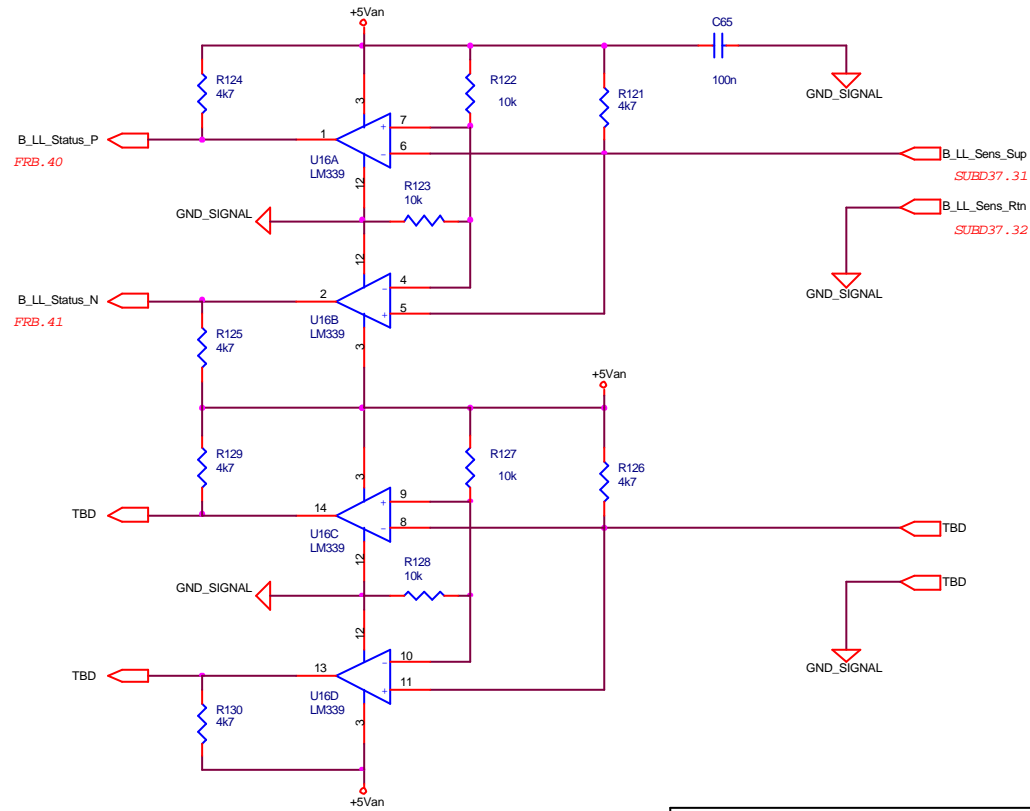 +5Van
C65
100n
GND_SIGNAL
R124
4k7
R122
10k
R121
4k7
3
7
6
1
+
-
U16A
LM339
12
B_LL_Status_P
FRB.40
B_LL_Sens_Sup
SUBD37.31
B_LL_Sens_Rtn
SUBD37.32
GND_SIGNAL
R123
10k
GND_SIGNAL
12
4
5
2
-
+
U16B
LM339
3
B_LL_Status_N
FRB.41
R125
4k7
+5Van
R129
4k7
R127
10k
R126
4k7
3
9
8
14
+
-
U16C
LM339
12
TBD
TBD
TBD
GND_SIGNAL
R128
10k
GND_SIGNAL
12
10
11
13
-
+
U16D
LM339
3
TBD
R130
4k7
+5Van